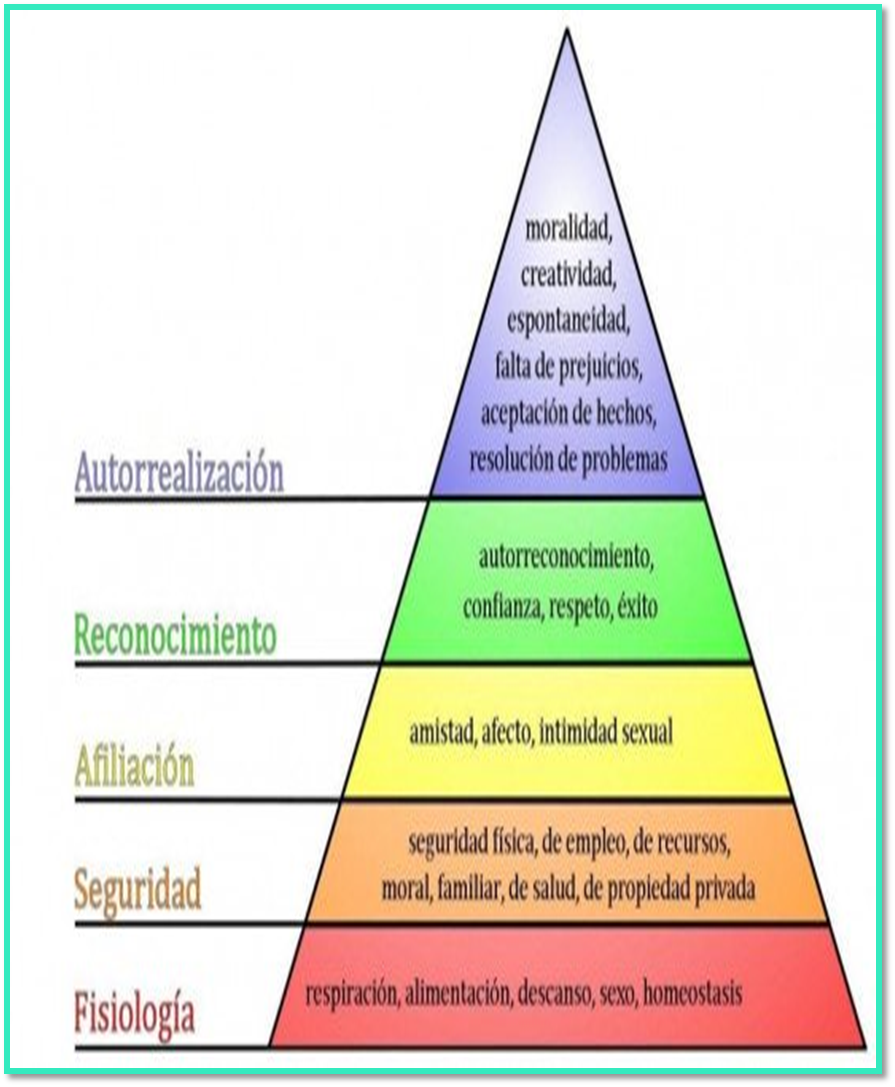 moralidad,
creatividad,
espontaneidad,
falta de prejuicios,
aceptación de hechos,
resolución de problemas
Autorrealización
autorreconocimiento,
confianza, respeto, éxito
Reconocimiento
amistad, afecto, intimidad sexual
Afiliación
seguridad física, de empleo, de recursos,
moral, familiar, de salud, de propiedad privada
Seguridad
respiración, alimentación, descanso, sexo, homeostasis
Fisiología